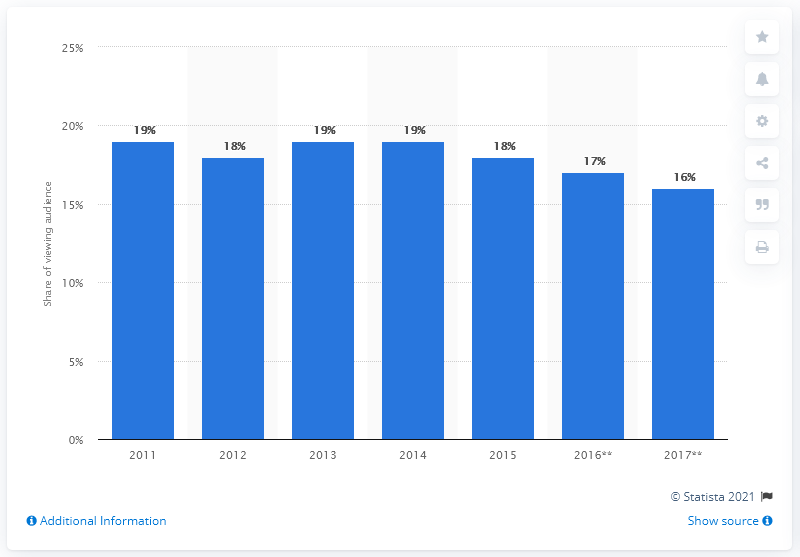 25%
20%
15%
10%
5%
0%
Share of viewing audience
19%
18%
19%
19%
18%
17%
16%
2011 2012 2013 2014 2015 2016** 2017**
© Statista 2021
Additional Information
Show source